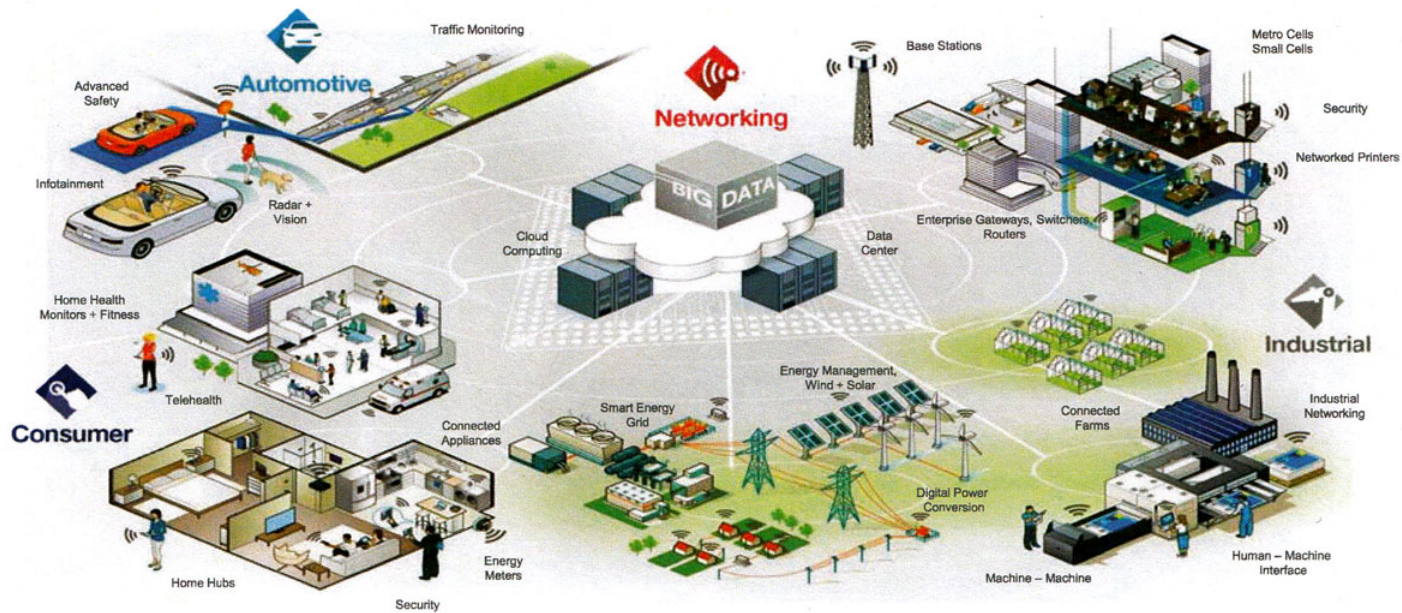 Traffic Monitoring
Automotive
Advanced
Safety
Infotainment
Radar +
Vision
Networking
BIG DATA
Cloud
Computing
Data
Center
Base Stations
Metro Cells
Small Cells
Security
Networked Printers
Enterprise Gateways, Switchers,
Routers
Home Health
Monitors + Fitness
Telehealth
Consumer
Connected
Appliances
Home Hubs
Security
Energy
Meters
Smart Energy
Grid
Energy Management,
Wind + Solar
Digital Power
Conversion
Connected
Farms
Industrial
Industrial
Networking
Machine – Machine
Human – Machine
Interface